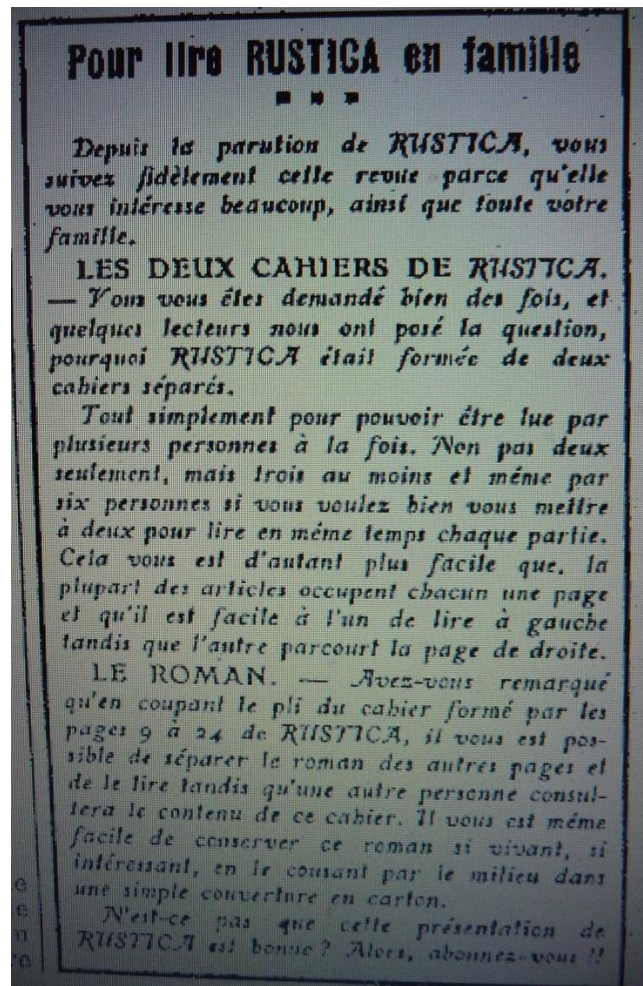 Pour lire RUSTICA en famille
Depuis la parution de RUSTICA, vous
suivez fidèlement cette revue parce qu'elle
vous intéresse beaucoup, ainsi que toute votre
famille.
LES DEUX CAHIERS DE RUSTICA.
— Vous vous êtes demandé bien des fois, et
quelques lecteurs nous ont posé la question,
pourquoi RUSTICA était formée de deux
cahiers séparés.
Tout simplement pour pouvoir être lue par
plusieurs personnes à la fois. Non pas deux
seulement, mais trois au moins et même par
six personnes si vous voulez bien vous mettre
à deux pour lire en même temps chaque partie.
Cela vous est d'autant plus facile que. la
plupart des articles occupent chacun une page
et qu'il est facile à l'un de lire à gauche
tandis que l'autre parcourt la page de droite.
LE ROMAN. — Avez-vous remarqué
qu'en coupant le pli du cahier formé par les
pages 9 à 24 de RUSTICA, il vous est pos-
sible de séparer le roman des autres pages et
de le lire tandis qu'une autre personne consul-
tera le contenu de ce cahier. Il vous est même
facile de conserver ce roman si vivant, si
intéressant, en le cousant par le milieu dans
une simple couverture en carton.
N'est-ce pas que cette présentation de
RUSTICA est bonne ? Alors, abonnez-vous !!